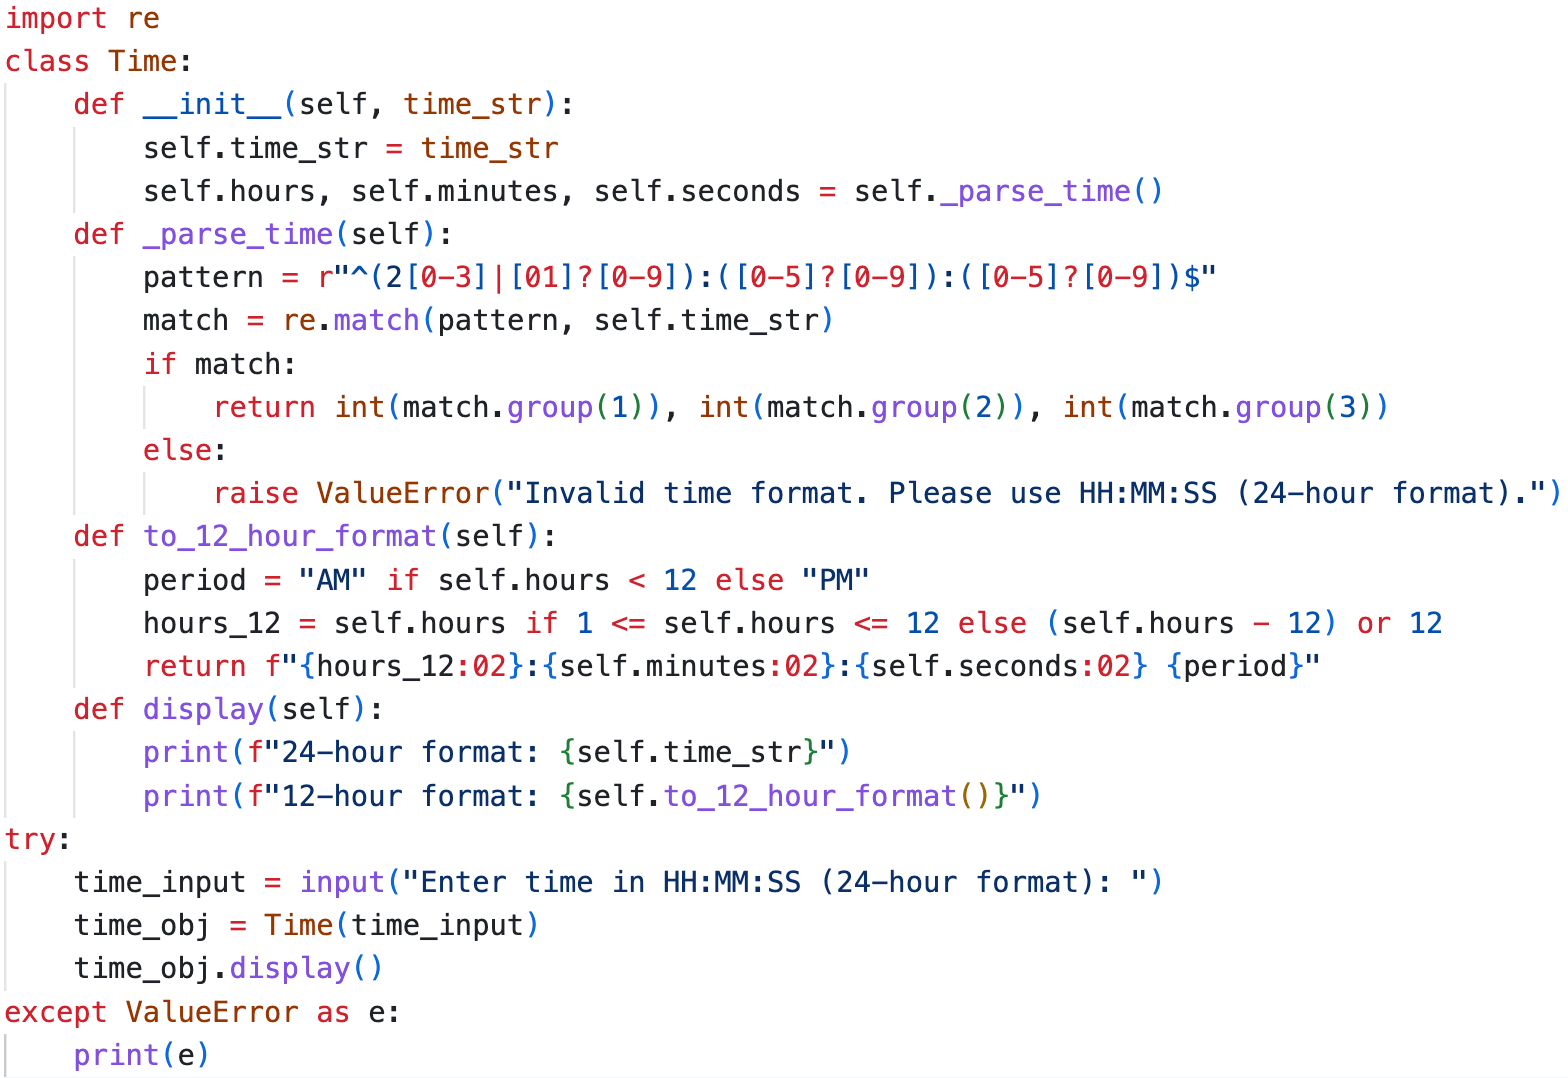 import re
class Time:
    def __init__(self, time_str):
        self.time_str = time_str
        self.hours, self.minutes, self.seconds = self._parse_time()
    def _parse_time(self):
        pattern = r"^(2[0-3]|[01]?[0-9]):([0-5]?[0-9]):([0-5]?[0-9])$"
        match = re.match(pattern, self.time_str)
        if match:
            return int(match.group(1)), int(match.group(2)), int(match.group(3))
        else:
            raise ValueError("Invalid time format. Please use HH:MM:SS (24-hour format).")
    def to_12_hour_format(self):
        period = "AM" if self.hours < 12 else "PM"
        hours_12 = self.hours if 1 <= self.hours <= 12 else (self.hours - 12) or 12
        return f"{hours_12:02}:{self.minutes:02}:{self.seconds:02} {period}"
    def display(self):
        print(f"24-hour format: {self.time_str}")
        print(f"12-hour format: {self.to_12_hour_format()}")
try:
    time_input = input("Enter time in HH:MM:SS (24-hour format): ")
    time_obj = Time(time_input)
    time_obj.display()
except ValueError as e:
    print(e)